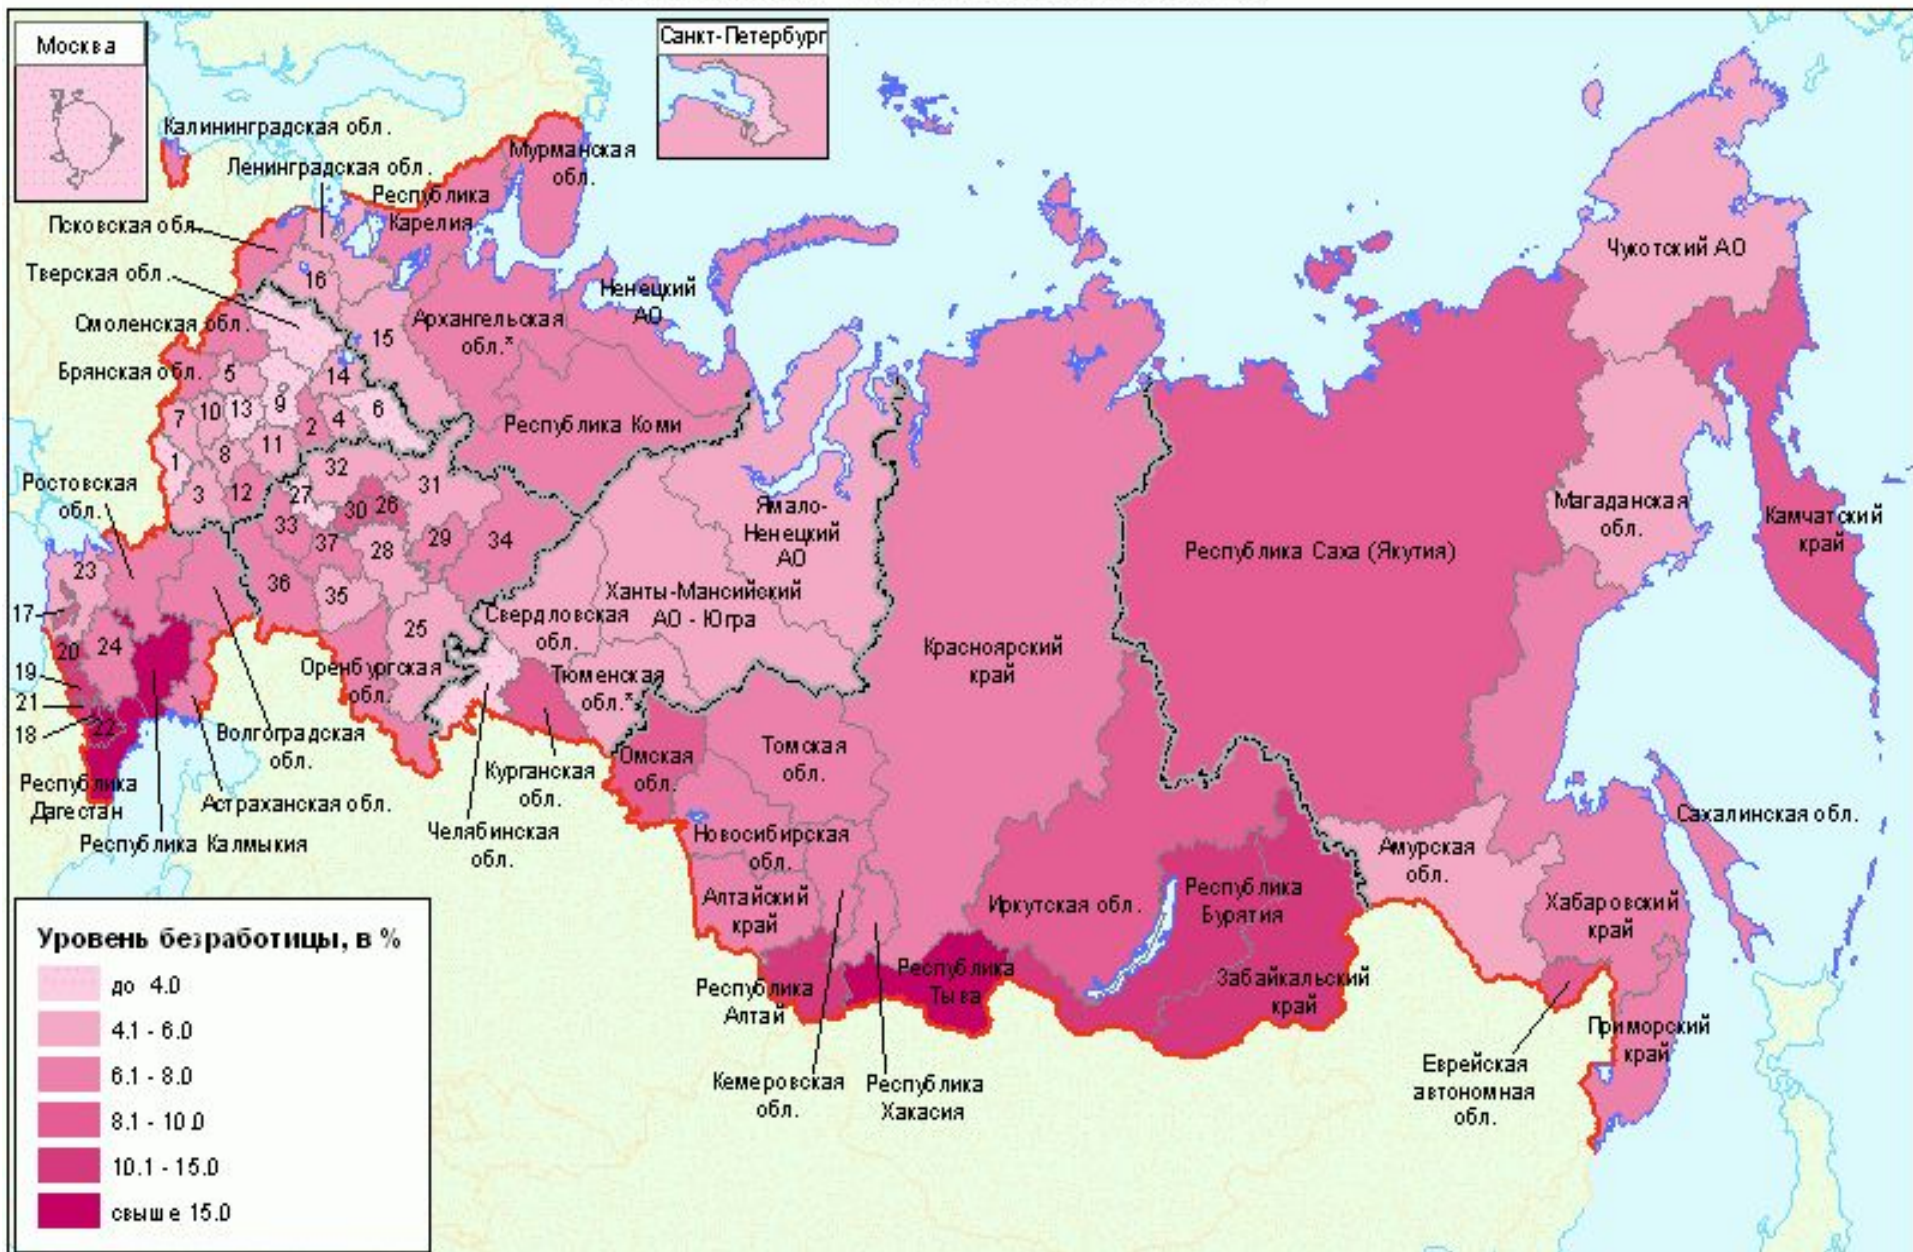 Москва
Санкт-Петербург
Калининградская обл.
Ленинградская обл.
Мурманская
обл.
Республика
Карелия
Псковская обл.
Тверская обл.
Смоленская обл.
Брянская обл.
Ненецкий
АО
Архангельская
обл.*
Республика Коми
Чукотский АО
16
15
5
14
7
10
13
9
2
4
6
11
1
8
3
12
32
31
27
30
26
33
37
28
29
34
36
35
25
Ростовская
обл.
23
17
20
24
19
21
18
22
Ямало-
Ненецкий
АО
Ханты-Мансийский
АО - Югра
Свердловская
обл.
Тюменская
обл.*
Оренбургская
обл.
Красноярский
край
Республика Саха (Якутия)
Магаданская
обл.
Камчатский
край
Волгоградская
обл.
Курганская
обл.
Омская
обл.
Томская
обл.
Республика
Дагестан
Астраханская обл.
Республика Калмыкия
Челябинская
обл.
Новосибирская
обл.
Сахалинская обл.
Амурская
обл.
Алтайский
край
Иркутская обл.
Республика
Бурятия
Хабаровский
край
Республика
Алтай
Республика
Тыва
Забайкальский
край
Приморский
край
Кемеровская
обл.
Республика
Хакасия
Еврейская
автономная
обл.
Уровень безработицы, в %
до 4.0
4.1 - 6.0
6.1 - 8.0
8.1 - 10.0
10.1 - 15.0
свыше 15.0